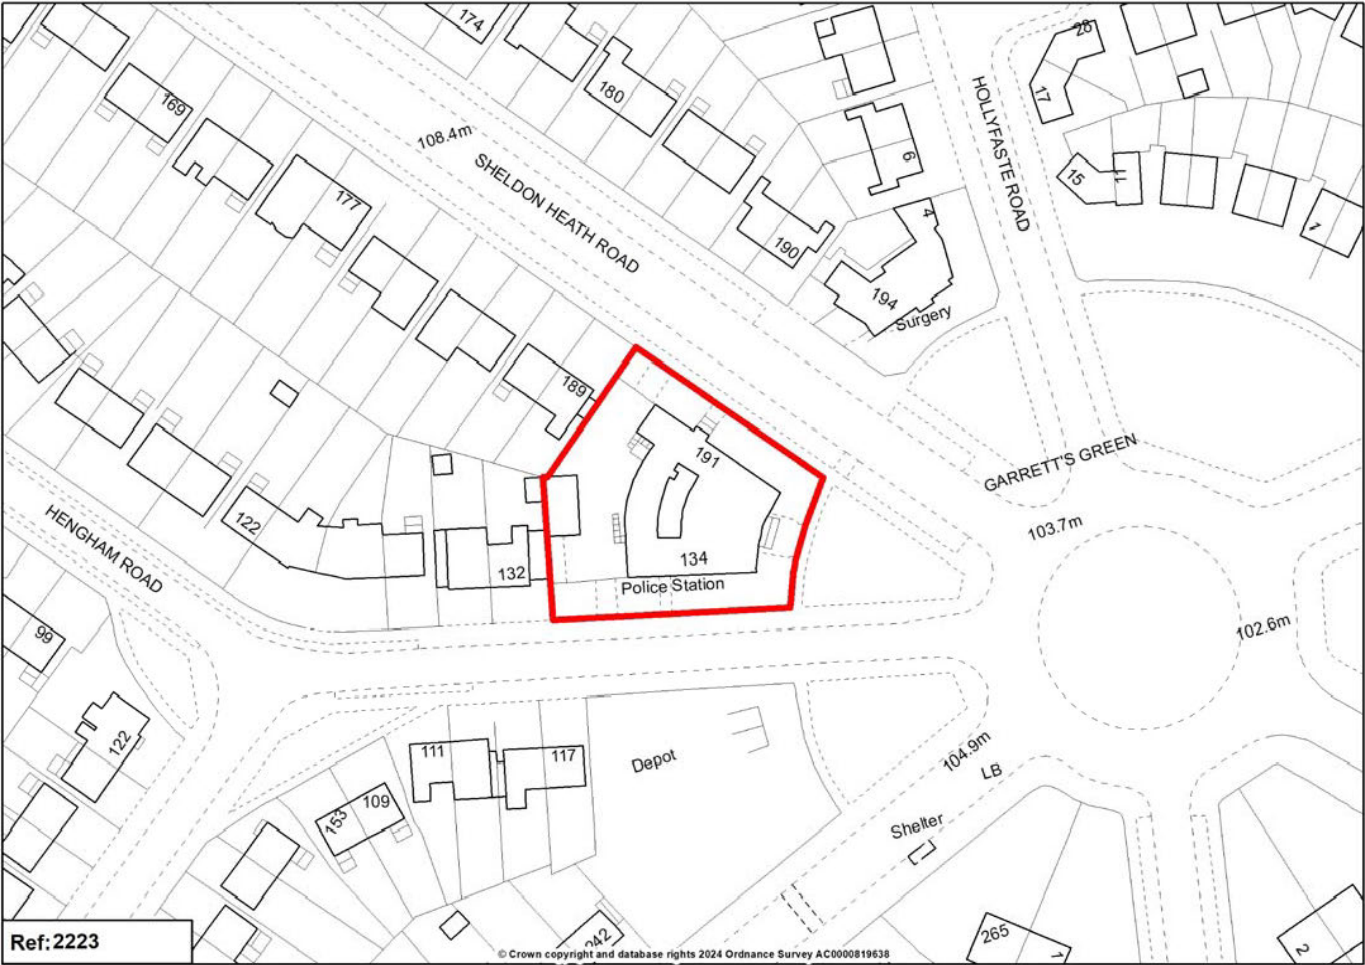 174
28
169
180
17
HOLLYFASTE ROAD
108.4m
SHELDON HEATH ROAD
6
15
11
177
4
1
190
194
Surgery
189
191
GARRETT'S GREEN
122
HENGHAM ROAD
103.7m
132
134
Police Station
99
102.6m
122
111
117
Depot
104.9m
LB
109
153
Shelter
242
265
1
2
Ref:2223
© Crown copyright and database rights 2024 Ordnance Survey AC0000819638